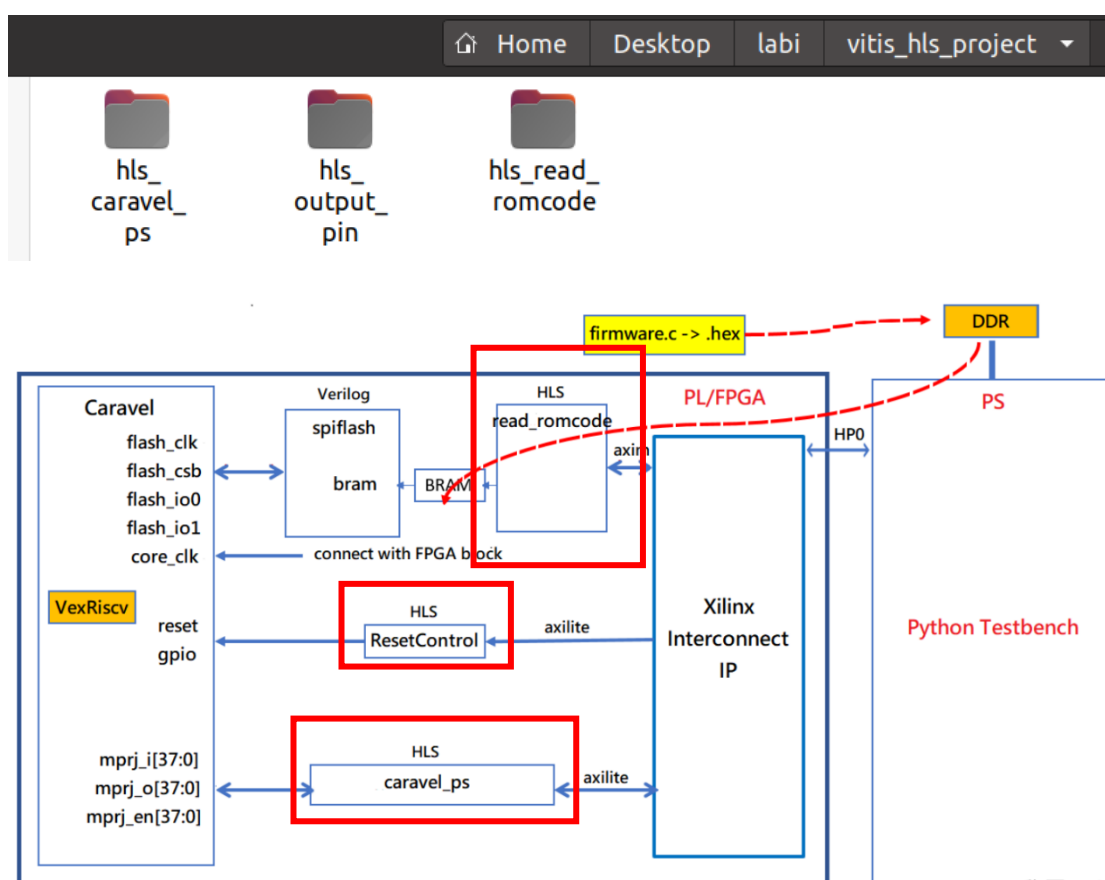 Home
Desktop
labi
vitis_hls_project
hls_
caravel_
ps
hls_
output_
pin
hls_read_
romcode
firmware.c -> .hex
DDR
Caravel
flash_clk
flash_csb
flash_io0
flash_io1
core_clk
VexRiscv
reset
gpio
mprj_i[37:0]
mprj_o[37:0]
mprj_en[37:0]
Verilog
spiflash
bram
BRAM
HLS
read_romcode
axim
PL/FPGA
HP0
PS
connect with FPGA block
HLS
ResetControl
axilite
Xilinx
Interconnect
IP
Python Testbench
HLS
caravel_ps
axilite